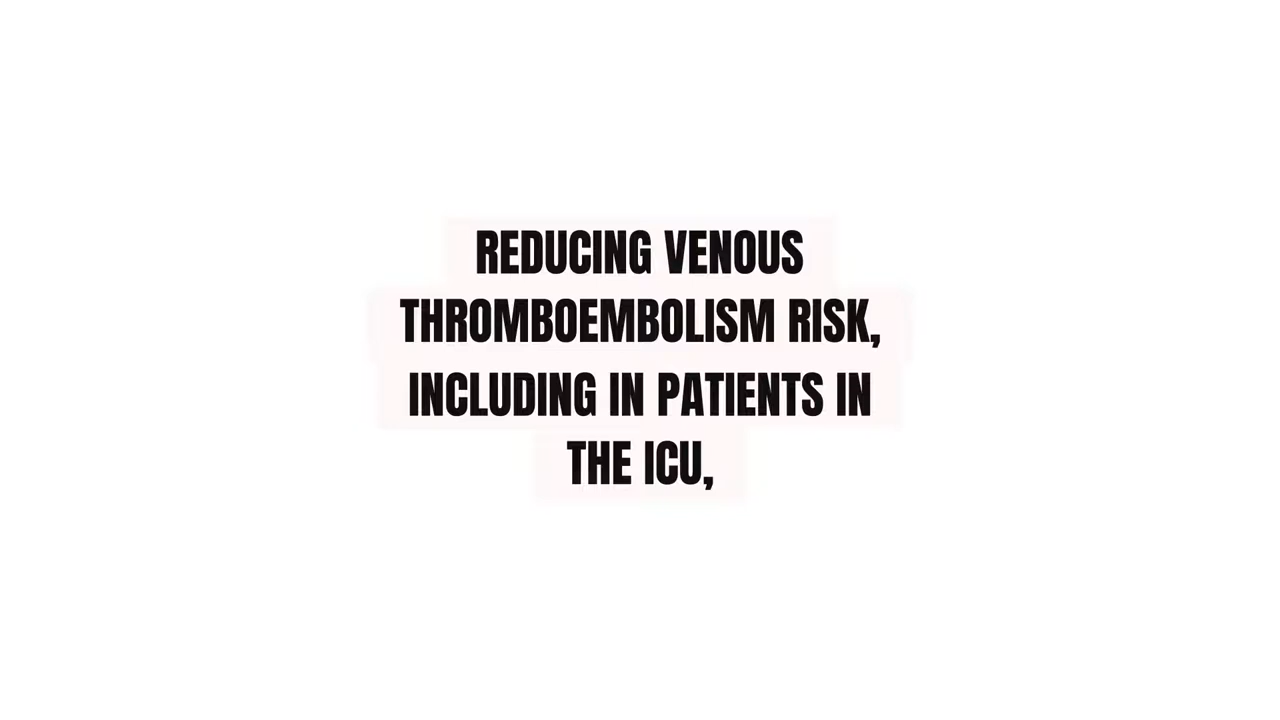 REDUCING VENOUS
THROMBOEMBOLISM RISK,
INCLUDING IN PATIENTS IN
THE ICU,